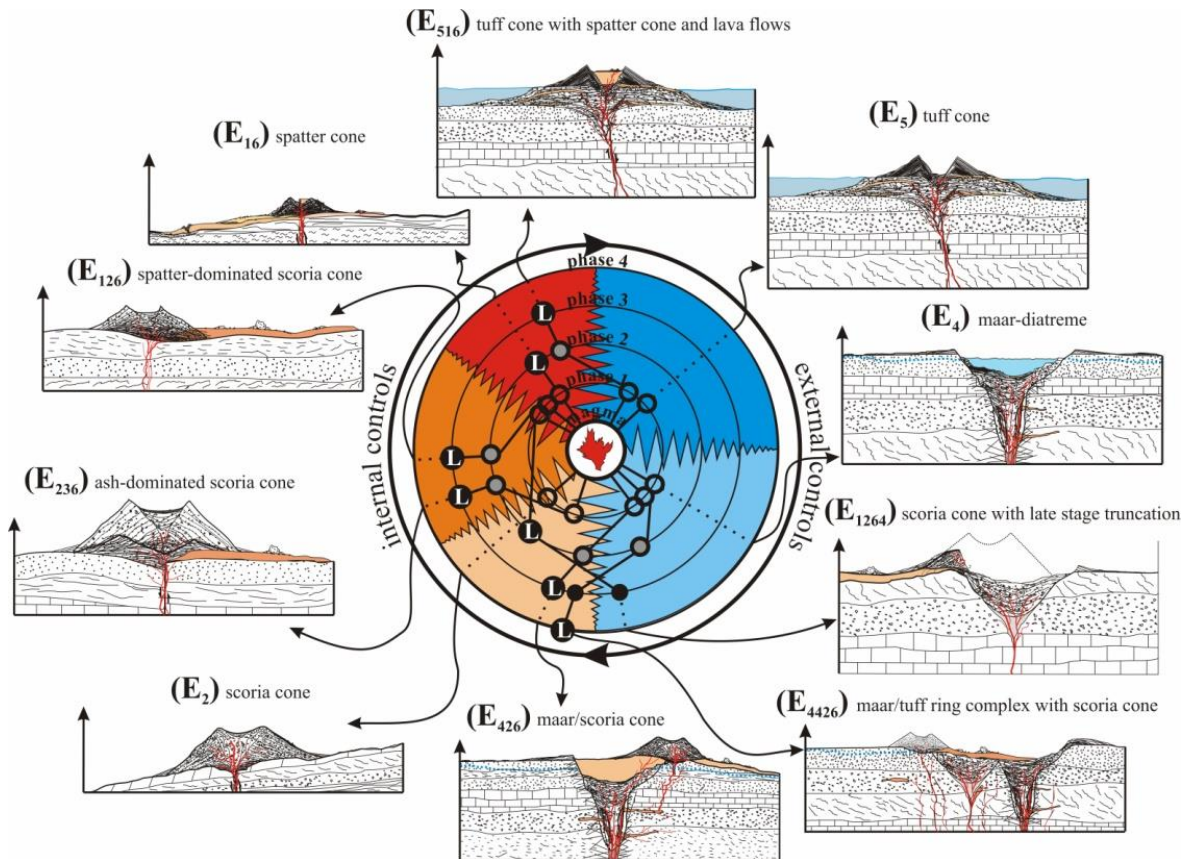 (E516) tuff cone with spatter cone and lava flows
(E16) spatter cone
(E5) tuff cone
(E126) spatter-dominated scoria cone
(E4) maar-diatreme
(E236) ash-dominated scoria cone
(E1264) scoria cone with late stage truncation
(E2) scoria cone
(E426) maar/scoria cone
(E4426) maar/tuff ring complex with scoria cone
phase 4
phase 3
phase 2
phase 1
magma
internal controls
external controls
L
L
L
L
L
L
L